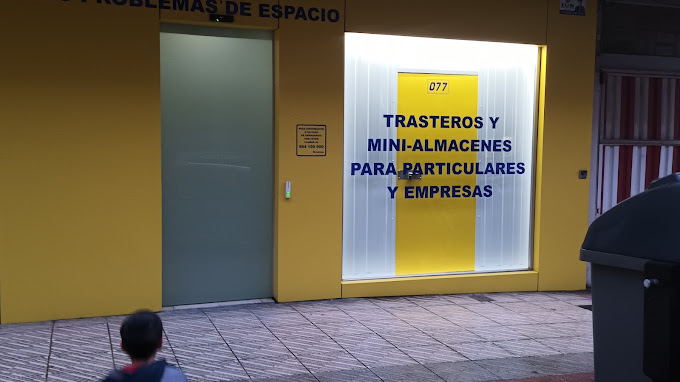 PROBLEMAS DE ESPACIO
077
TRASTEROS Y
MINI-ALMACENES
PARA PARTICULARES
Y EMPRESAS